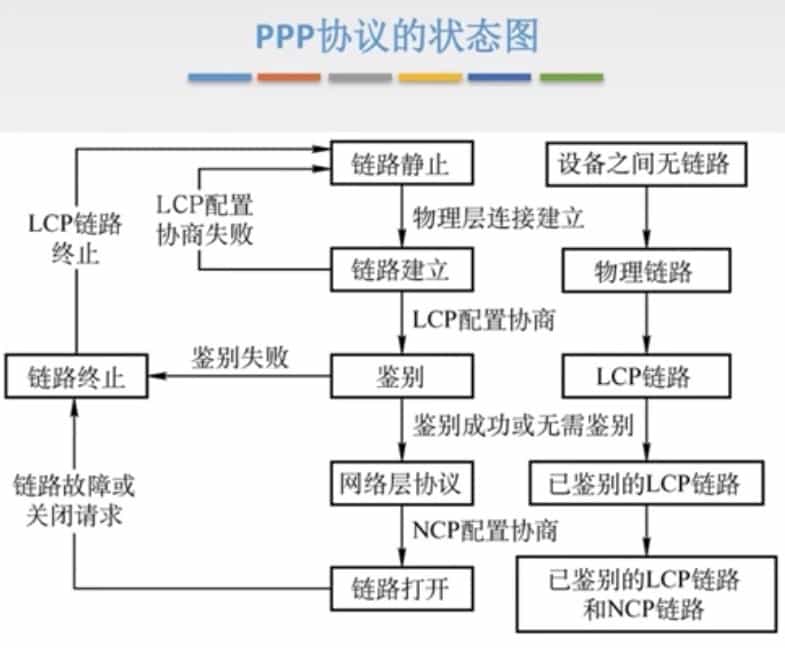 PPP协议的状态图
链路静止
设备之间无链路
LCP配置
协商失败
LCP链路
终止
物理层连接建立
链路建立
物理链路
LCP配置协商
链路终止
鉴别失败
鉴别
LCP链路
鉴别成功或无需鉴别
链路故障或
关闭请求
网络层协议
已鉴别的LCP链路
NCP配置协商
链路打开
已鉴别的LCP链路
和NCP链路